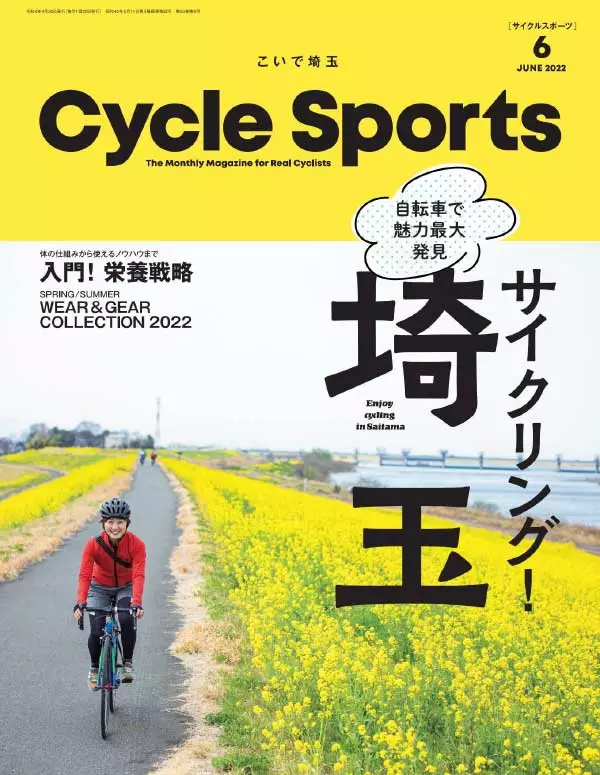 [サイクルスポーツ]
6
JUNE 2022
こいで埼玉
Cycle Sports
The Monthly Magazine for Real Cyclists
自転車で
魅力最大
発見
サイクリング!
埼玉
Enjoy
cycling
in Saitama
体の仕組みから使えるノウハウまで
入門! 栄養戦略
SPRING/SUMMER
WEAR & GEAR
COLLECTION 2022